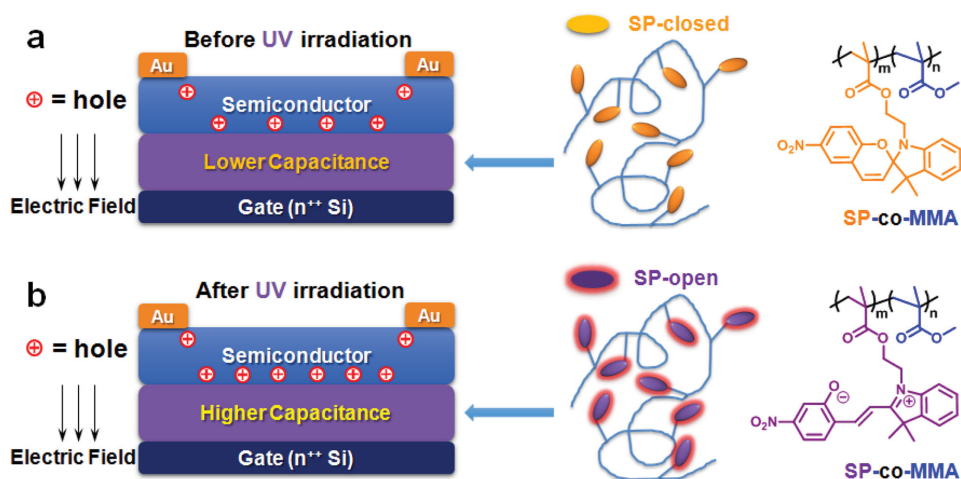 a
Before UV irradiation
SP-closed
Au
Au
⊕ = hole
Semiconductor
Lower Capacitance
Electric Field
Gate (n⁺⁺ Si)
m
n
O
O
O
O
N
O₂N
O
SP-co-MMA
b
After UV irradiation
SP-open
Au
Au
⊕ = hole
Semiconductor
Higher Capacitance
Electric Field
Gate (n⁺⁺ Si)
m
n
O
O
O
O
O
⊖
N
⊕
O₂N
SP-co-MMA